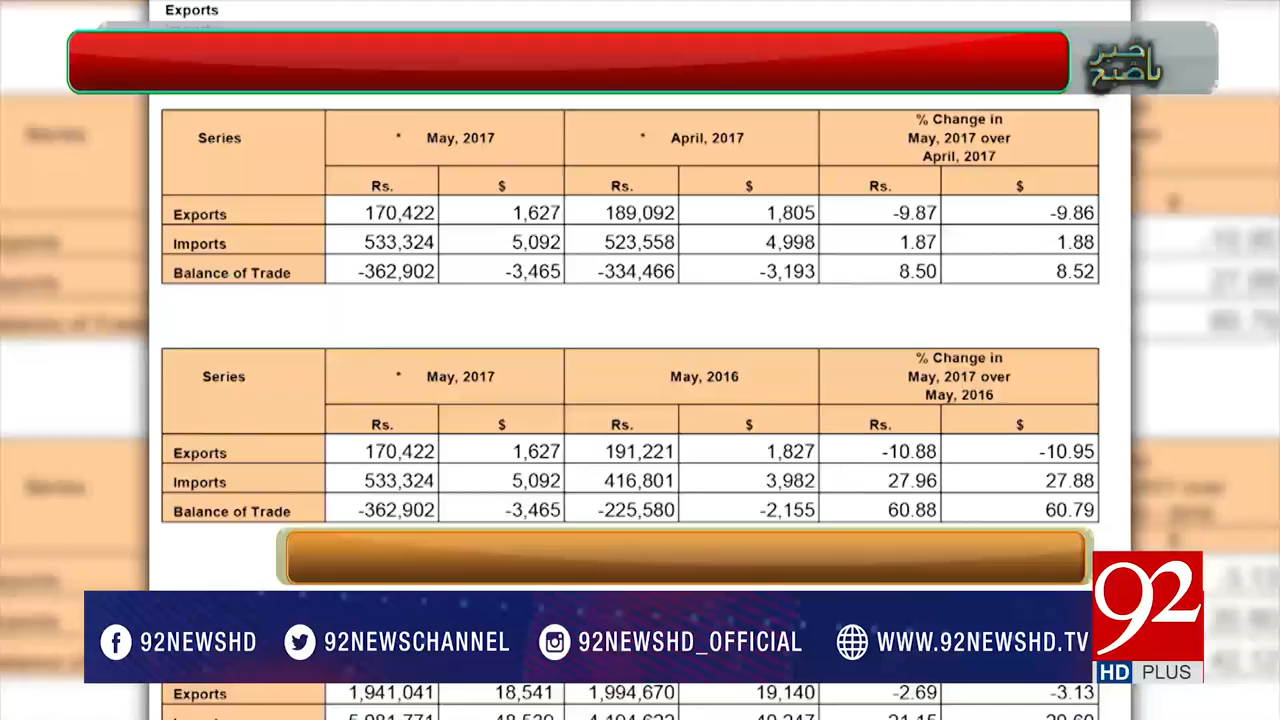 Exports
باخبر صبح
Series * May, 2017 * April, 2017 % Change in May, 2017 over April, 2017
Rs. $ Rs. $ Rs. $
Exports 170,422 1,627 189,092 1,805 -9.87 -9.86
Imports 533,324 5,092 523,558 4,998 1.87 1.88
Balance of Trade -362,902 -3,465 -334,466 -3,193 8.50 8.52
Series * May, 2017 May, 2016 % Change in May, 2017 over May, 2016
Rs. $ Rs. $ Rs. $
Exports 170,422 1,627 191,221 1,827 -10.88 -10.95
Imports 533,324 5,092 416,801 3,982 27.96 27.88
Balance of Trade -362,902 -3,465 -225,580 -2,155 60.88 60.79
92NEWSHD 92NEWSCHANNEL 92NEWSHD_OFFICIAL WWW.92NEWSHD.TV
92
HD PLUS
Exports 1,941,041 18,541 1,994,670 19,140 -2.69 -3.13